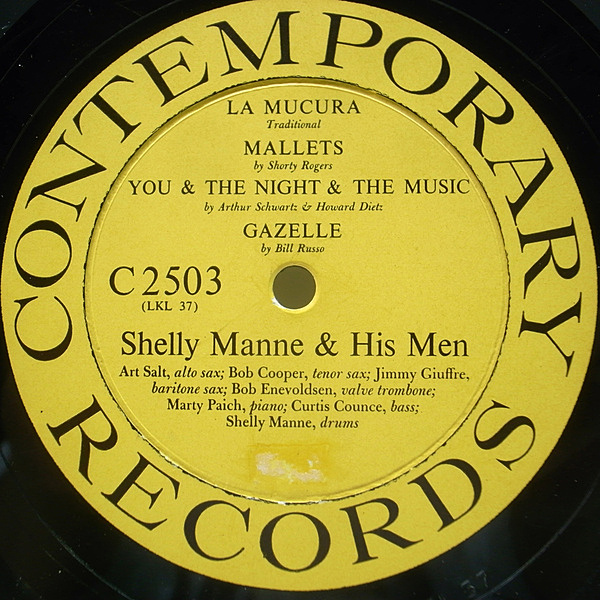 CONTEMPORARY
LA MUCURA
Traditional
MALLETS
by Shorty Rogers
YOU & THE NIGHT & THE MUSIC
by Arthur Schwartz & Howard Dietz
GAZELLE
by Bill Russo
C 2503
(LKL 37)
Shelly Manne & His Men
Art Salt, alto sax; Bob Cooper, tenor sax; Jimmy Giuffre,
baritone sax; Bob Enevoldsen, valve trombone;
Marty Paich, piano; Curtis Counce, bass;
Shelly Manne, drums
RECORDS
37